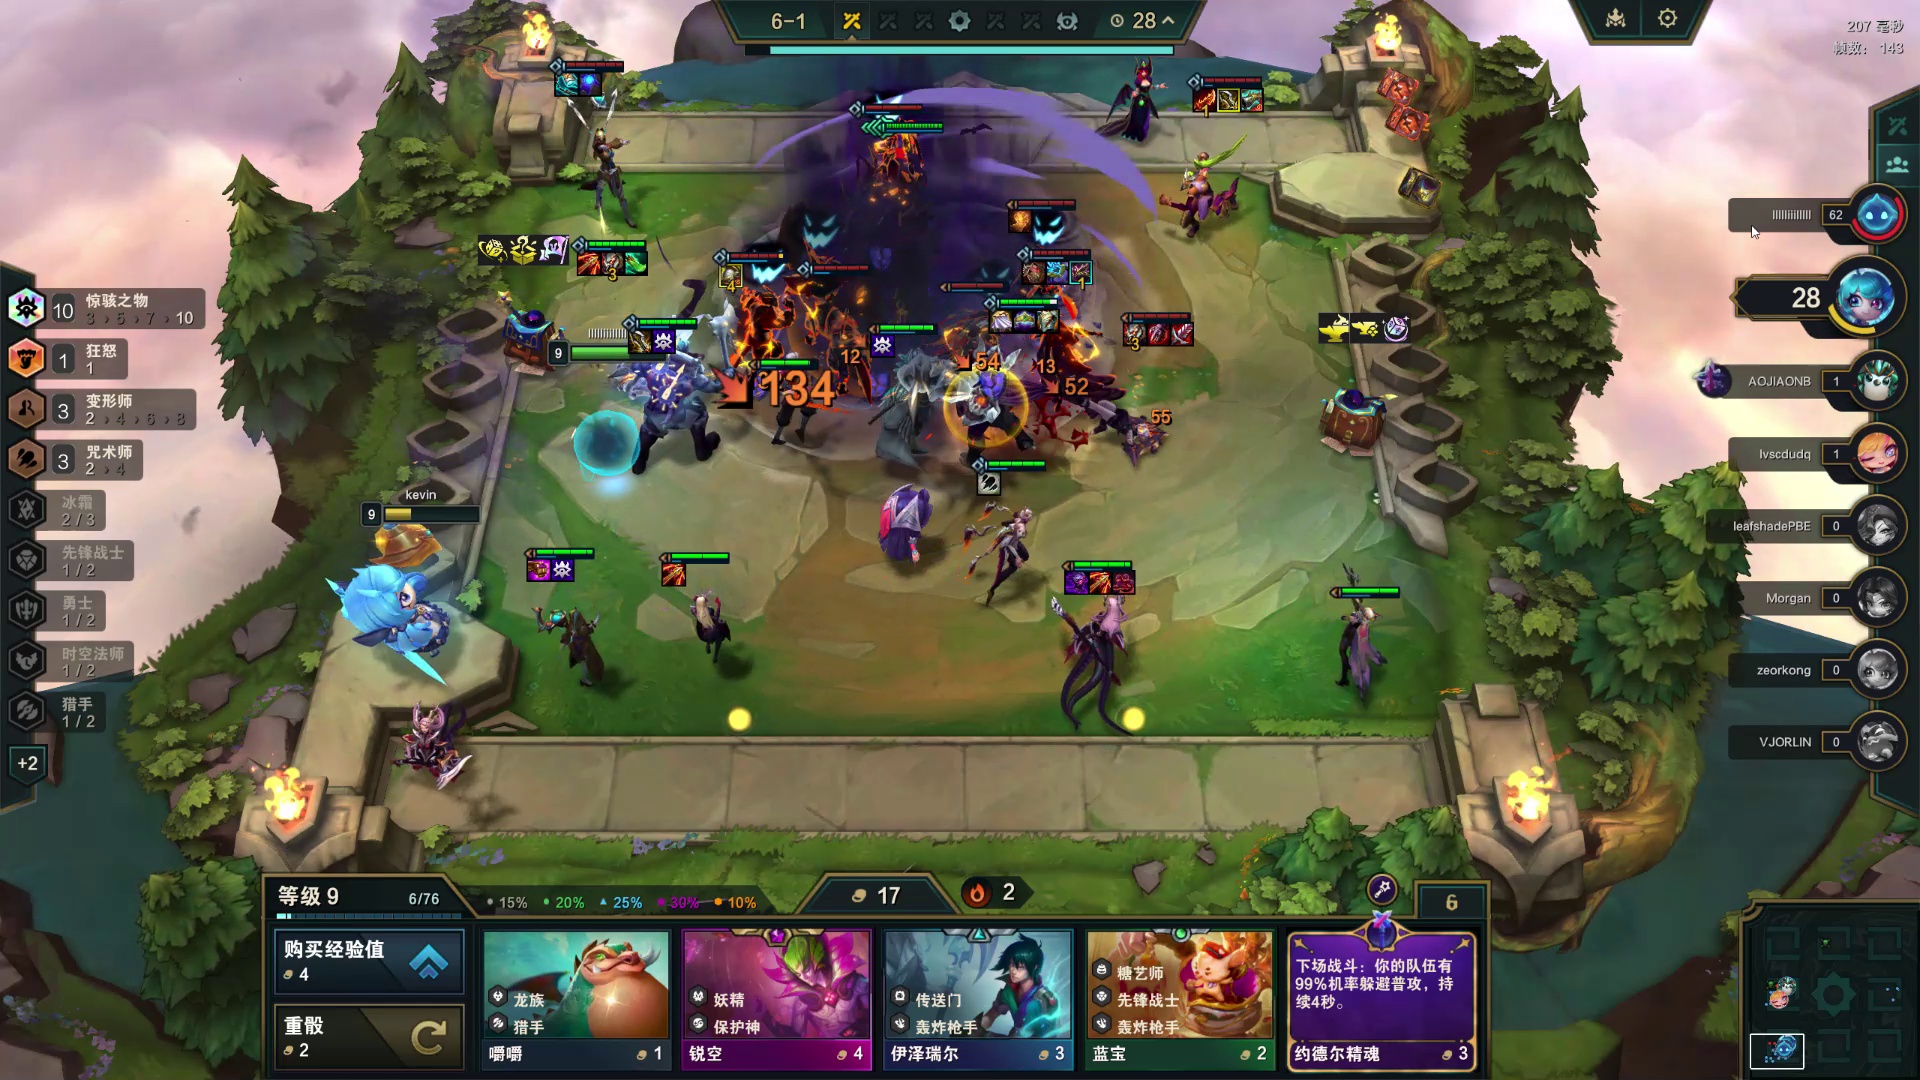 6-1
28
207 毫秒
帧数： 143
10
惊骇之物
3 › 5 › 7 › 10
1
狂怒
1
3
变形师
2 › 4 › 6 › 8
3
咒术师
2 › 4
冰霜
2 / 3
先锋战士
1 / 2
勇士
1 / 2
时空法师
1 / 2
猎手
1 / 2
+2
62
28
AOJIAONB
1
lvscdudq
1
leafshadePBE
0
Morgan
0
zeorkong
0
VJORLIN
0
9
kevin
9
134
12
54
13
52
55
3
4
1
1
3
等级 9
6/76
15%
20%
25%
30%
10%
17
2
6
购买经验值
4
重骰
2
龙族
猎手
嚼嚼
1
妖精
保护神
锐空
4
传送门
轰炸枪手
伊泽瑞尔
3
糖艺师
先锋战士
轰炸枪手
蓝宝
2
下场战斗：你的队伍有
99%机率躲避普攻，持
续4秒。
约德尔精魂
3